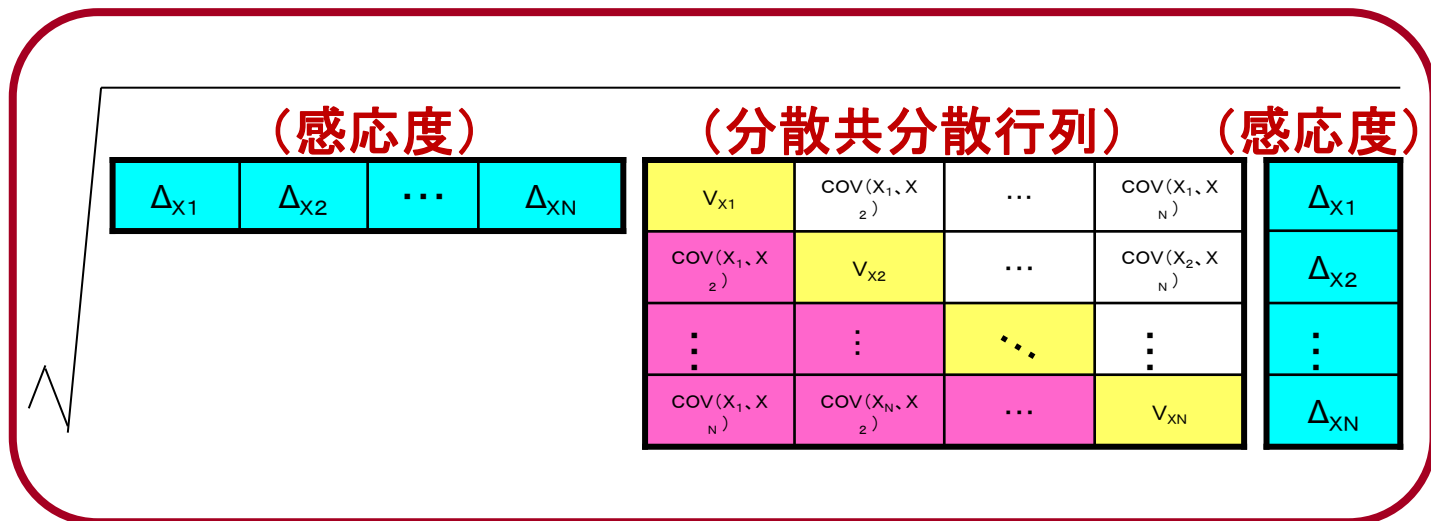 （感応度） （分散共分散行列） （感応度）
ΔX1 ΔX2 ･･･ ΔXN VX1 COV(X1、X2) ･･･ COV(X1、XN) ΔX1
COV(X1、X2) VX2 ･･･ COV(X2、XN) ΔX2
⋮ ⋮ ⋱ ⋮ ⋮
COV(X1、XN) COV(XN、X2) ･･･ VXN ΔXN